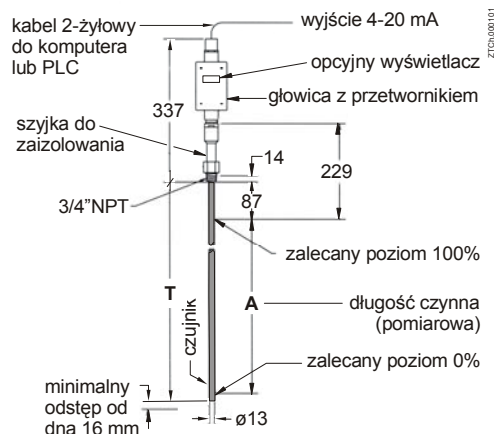 kabel 2-żyłowy
do komputera
lub PLC
wyjście 4-20 mA
ZTCh.000101
opcyjny wyświetlacz
głowica z przetwornikiem
337
szyjka do
zaizolowania
14
229
3/4”NPT
87
zalecany poziom 100%
T
A
długość czynna
(pomiarowa)
czujnik
zalecany poziom 0%
minimalny
odstęp od
dna 16 mm
ø13